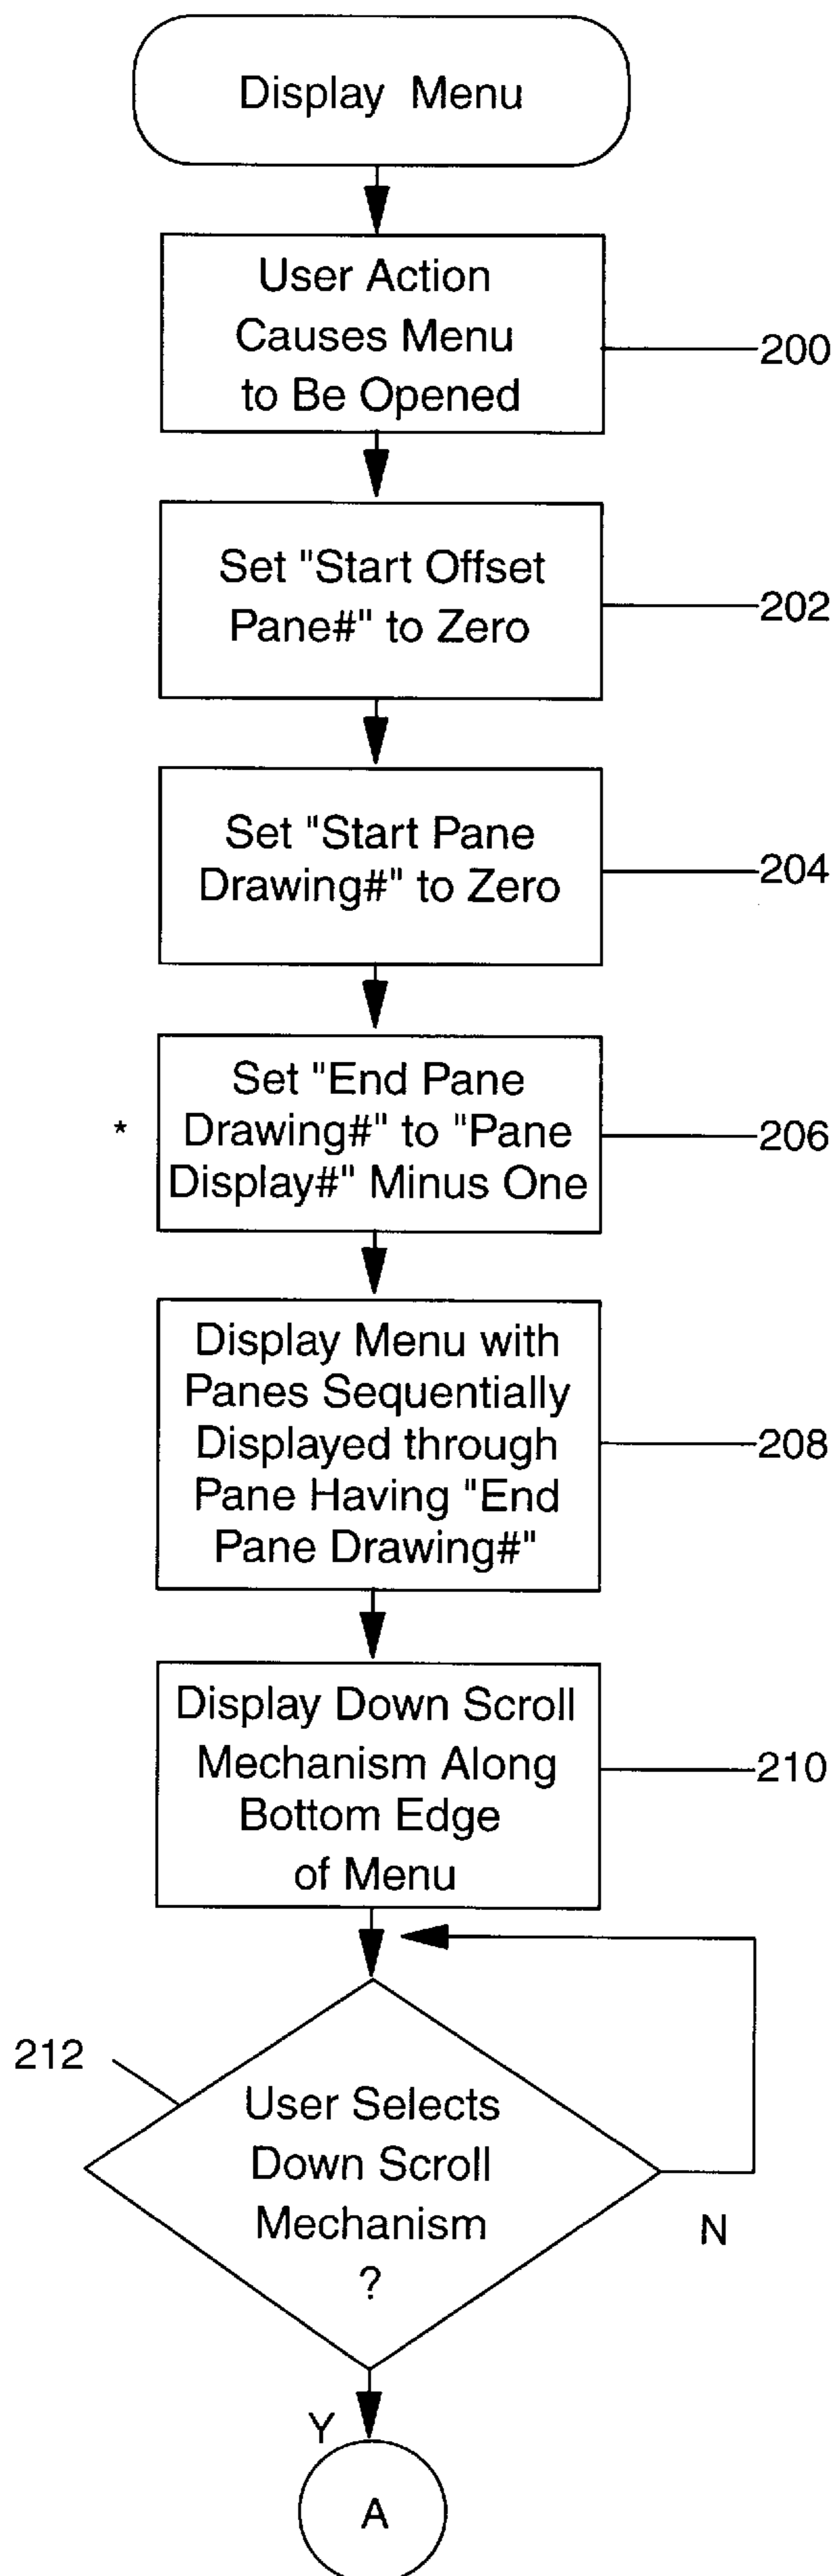 Display Menu
User Action
Causes Menu
to Be Opened
200
Set "Start Offset
Pane#" to Zero
202
Set "Start Pane
Drawing#" to Zero
204
*
Set "End Pane
Drawing#" to "Pane
Display#" Minus One
206
Display Menu with
Panes Sequentially
Displayed through
Pane Having "End
Pane Drawing#"
208
Display Down Scroll
Mechanism Along
Bottom Edge
of Menu
210
212
User Selects
Down Scroll
Mechanism
?
N
Y
A